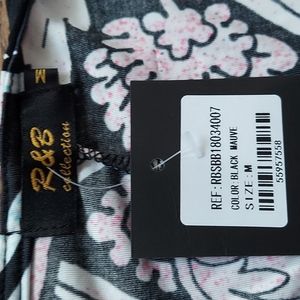 R&B
collection
M
REF: RBSBB18034007
COLOR: BLACK MAUVE
SIZE: M
55957558